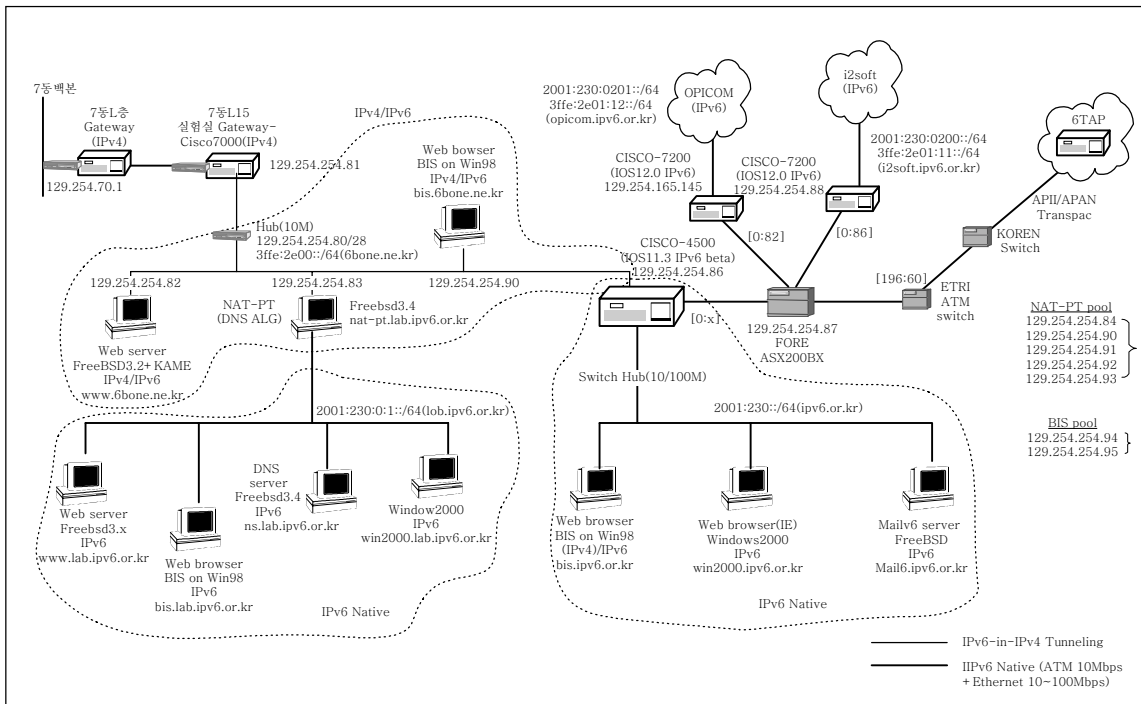 7동백본
7동L층
Gateway
(IPv4)
129.254.70.1
7동L15
실험실 Gateway-
Cisco7000(IPv4)
129.254.254.81
IPv4/IPv6
Web bowser
BIS on Win98
IPv4/IPv6
bis.6bone.ne.kr
Hub(10M)
129.254.254.80/28
3ffe:2e00::/64(6bone.ne.kr)
129.254.254.82
129.254.254.83
129.254.254.90
Web server
FreeBSD3.2+ KAME
IPv4/IPv6
www.6bone.ne.kr
NAT-PT
(DNS ALG)
Freebsd3.4
nat-pt.lab.ipv6.or.kr
2001:230:0201::/64
3ffe:2e01:12::/64
(opicom.ipv6.or.kr)
OPICOM
(IPv6)
i2soft
(IPv6)
2001:230:0200::/64
3ffe:2e01:11::/64
(i2soft.ipv6.or.kr)
CISCO-7200
(IOS12.0 IPv6)
129.254.165.145
CISCO-7200
(IOS12.0 IPv6)
129.254.254.88
6TAP
APII/APAN
Transpac
KOREN
Switch
[0:82]
[0:86]
CISCO-4500
(IOS11.3 IPv6 beta)
129.254.254.86
[0:x]
129.254.254.87
FORE
ASX200BX
[196:60]
ETRI
ATM
switch
NAT-PT pool
129.254.254.84
129.254.254.90
129.254.254.91
129.254.254.92
129.254.254.93
BIS pool
129.254.254.94
129.254.254.95
2001:230:0:1::/64(lob.ipv6.or.kr)
Web server
Freebsd3.x
IPv6
www.lab.ipv6.or.kr
Web browser
BIS on Win98
IPv6
bis.lab.ipv6.or.kr
DNS
server
Freebsd3.4
IPv6
ns.lab.ipv6.or.kr
Window2000
IPv6
win2000.lab.ipv6.or.kr
IPv6 Native
Switch Hub(10/100M)
2001:230::/64(ipv6.or.kr)
Web browser
BIS on Win98
(IPv4)/IPv6
bis.ipv6.or.kr
Web browser(IE)
Windows2000
IPv6
win2000.ipv6.or.kr
Mailv6 server
FreeBSD
IPv6
Mail6.ipv6.or.kr
IPv6 Native
IPv6-in-IPv4 Tunneling
IIPv6 Native (ATM 10Mbps
+ Ethernet 10~100Mbps)